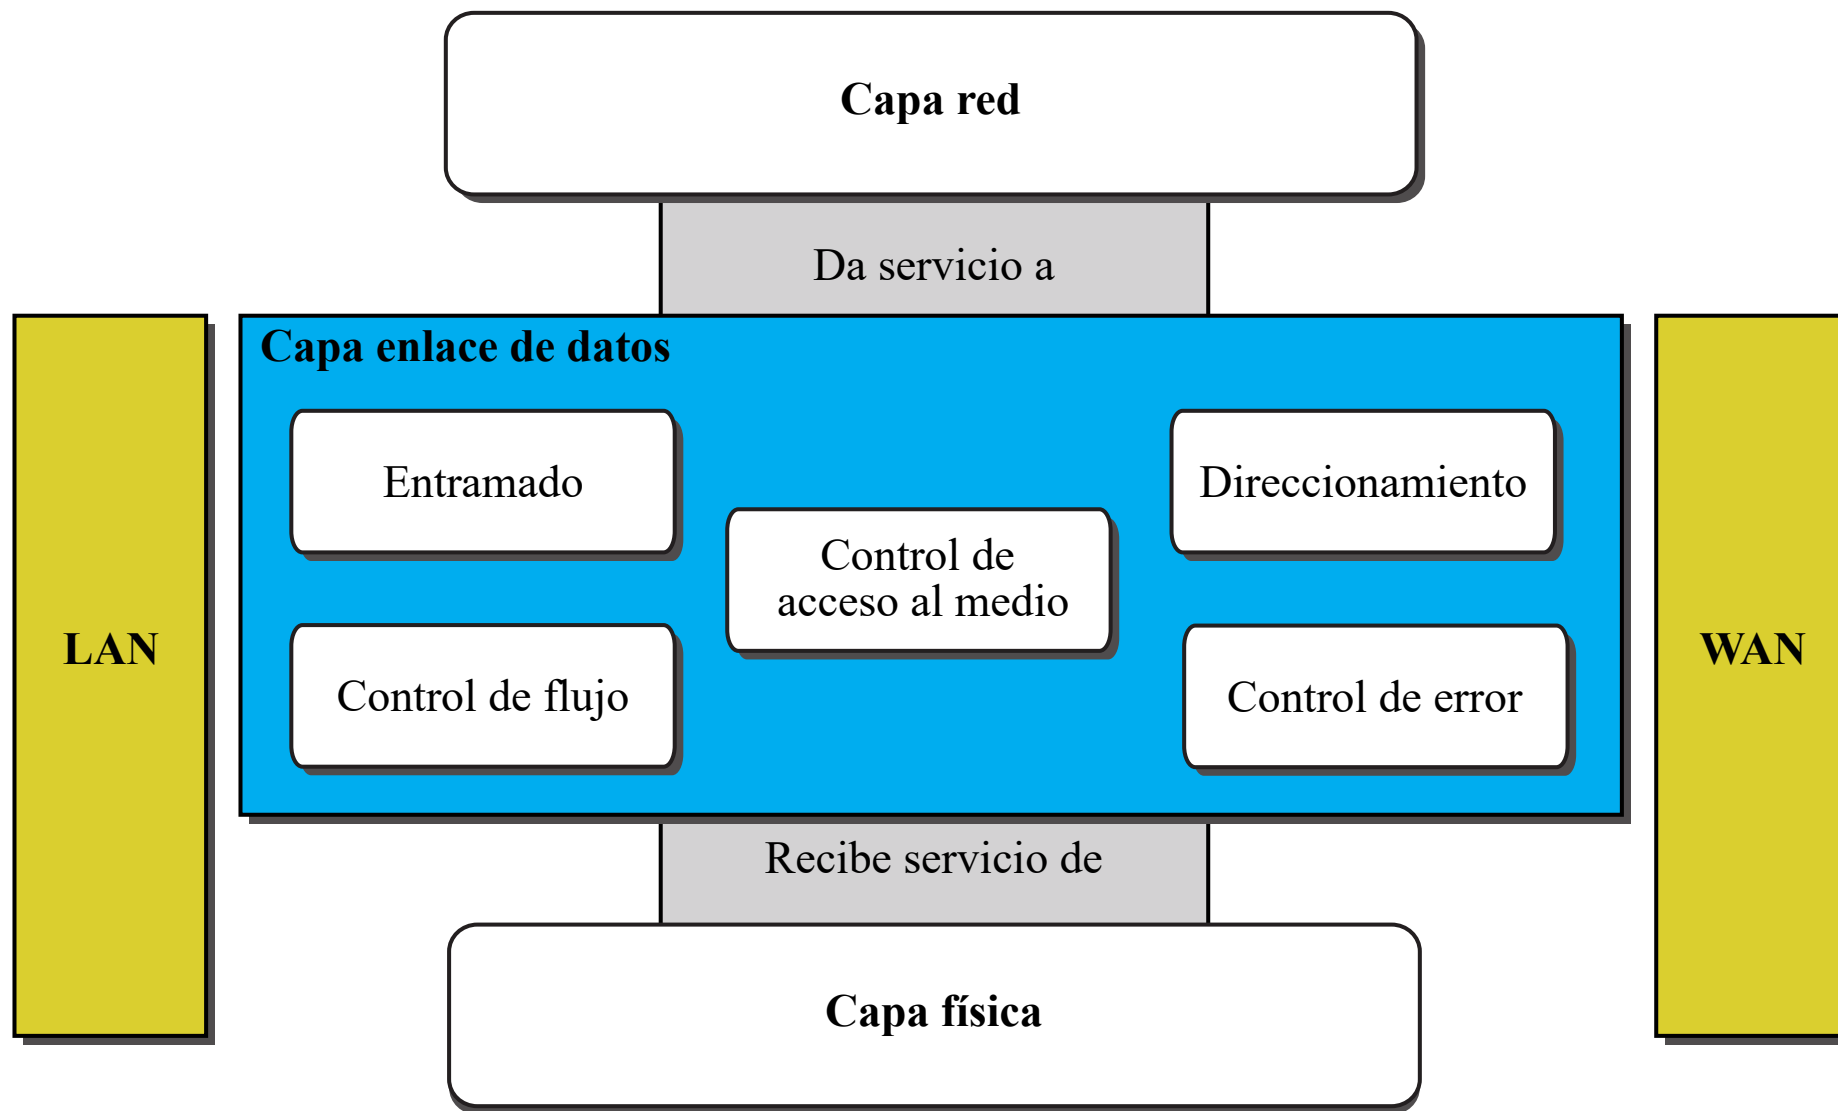 Capa red
Da servicio a
Capa enlace de datos
Entramado
Direccionamiento
Control de
acceso al medio
Control de flujo
Control de error
LAN
WAN
Recibe servicio de
Capa física